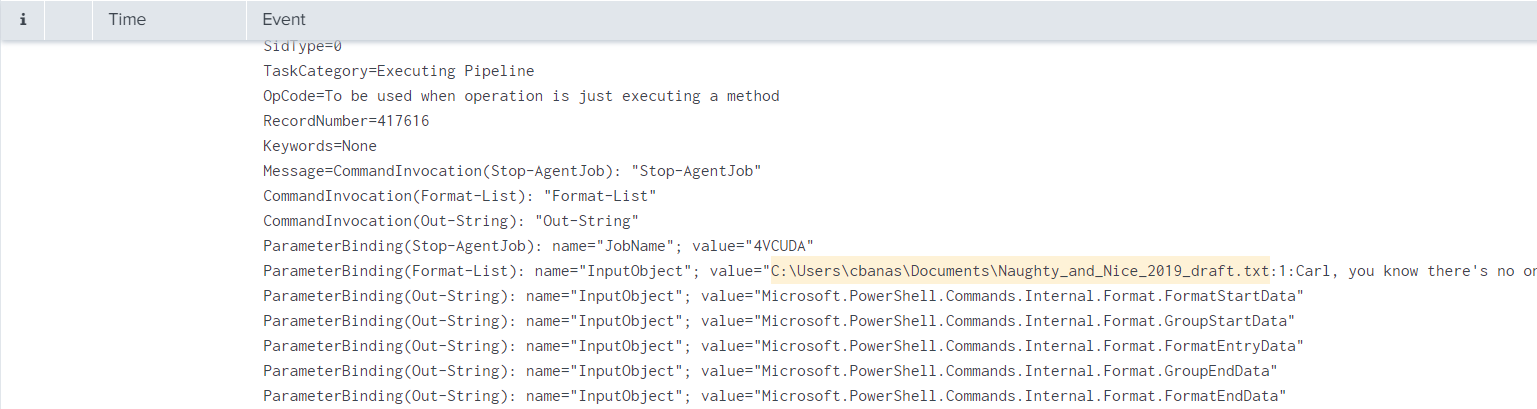 i Time Event
SidType=0
TaskCategory=Executing Pipeline
OpCode=To be used when operation is just executing a method
RecordNumber=417616
Keywords=None
Message=CommandInvocation(Stop-AgentJob): "Stop-AgentJob"
CommandInvocation(Format-List): "Format-List"
CommandInvocation(Out-String): "Out-String"
ParameterBinding(Stop-AgentJob): name="JobName"; value="4VCUDA"
ParameterBinding(Format-List): name="InputObject"; value="C:\Users\cbanas\Documents\Naughty_and_Nice_2019_draft.txt:1:Carl, you know there's no on
ParameterBinding(Out-String): name="InputObject"; value="Microsoft.PowerShell.Commands.Internal.Format.FormatStartData"
ParameterBinding(Out-String): name="InputObject"; value="Microsoft.PowerShell.Commands.Internal.Format.GroupStartData"
ParameterBinding(Out-String): name="InputObject"; value="Microsoft.PowerShell.Commands.Internal.Format.FormatEntryData"
ParameterBinding(Out-String): name="InputObject"; value="Microsoft.PowerShell.Commands.Internal.Format.GroupEndData"
ParameterBinding(Out-String): name="InputObject"; value="Microsoft.PowerShell.Commands.Internal.Format.FormatEndData"